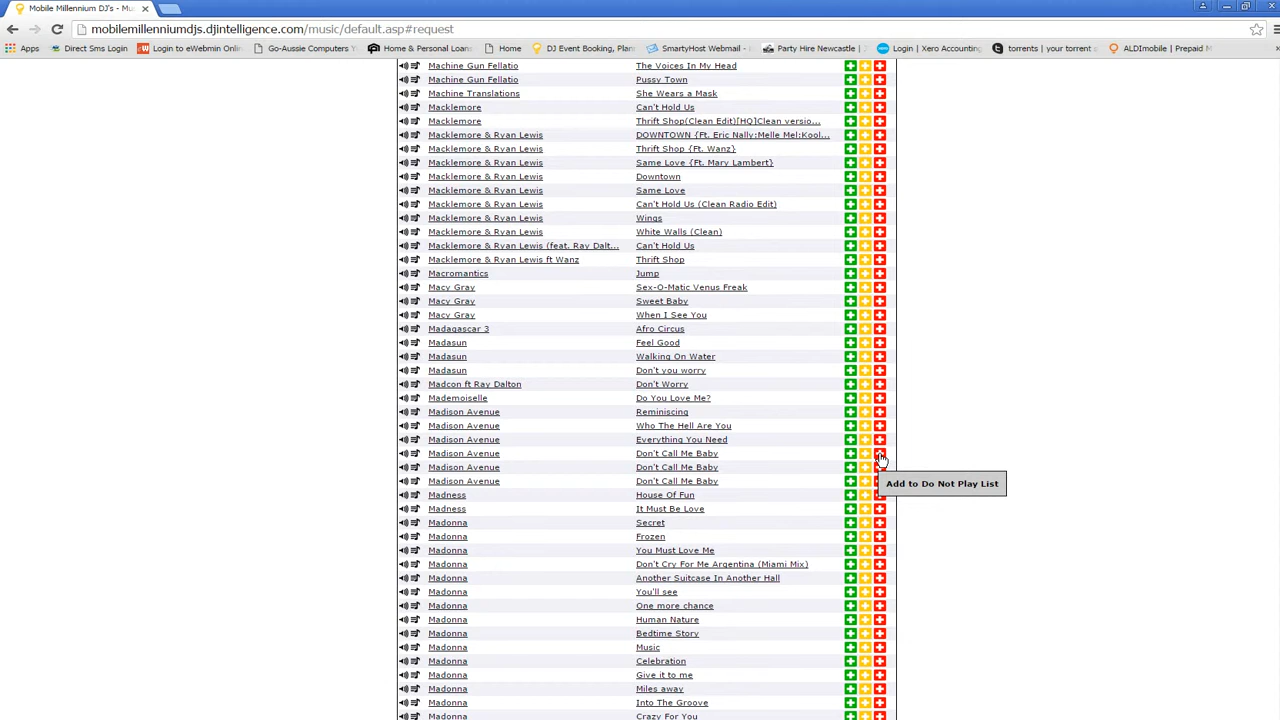 Mobile Millennium DJ's - Mus
mobilemillenniumdjs.djintelligence.com/music/default.asp#request
Apps Direct Sms Login Login to eWebmin Onli Go-Aussie Computers Home & Personal Loans Home DJ Event Booking, Plan SmartyHost Webmail - Party Hire Newcastle | Login | Xero Accounting torrents | your torrent ALDImobile | Prepaid M
Machine Gun Fellatio The Voices In My Head
Machine Gun Fellatio Pussy Town
Machine Translations She Wears a Mask
Macklemore Can't Hold Us
Macklemore Thrift Shop(Clean Edit)[HQ]Clean versio...
Macklemore & Ryan Lewis DOWNTOWN {Ft. Eric Nally;Melle Mel;Kool...
Macklemore & Ryan Lewis Thrift Shop {Ft. Wanz}
Macklemore & Ryan Lewis Same Love {Ft. Mary Lambert}
Macklemore & Ryan Lewis Downtown
Macklemore & Ryan Lewis Same Love
Macklemore & Ryan Lewis Can't Hold Us (Clean Radio Edit)
Macklemore & Ryan Lewis Wings
Macklemore & Ryan Lewis White Walls (Clean)
Macklemore & Ryan Lewis (feat. Ray Dalt... Can't Hold Us
Macklemore & Ryan Lewis ft Wanz Thrift Shop
Macromantics Jump
Macy Gray Sex-O-Matic Venus Freak
Macy Gray Sweet Baby
Macy Gray When I See You
Madagascar 3 Afro Circus
Madasun Feel Good
Madasun Walking On Water
Madasun Don't you worry
Madcon ft Ray Dalton Don't Worry
Mademoiselle Do You Love Me?
Madison Avenue Reminiscing
Madison Avenue Who The Hell Are You
Madison Avenue Everything You Need
Madison Avenue Don't Call Me Baby
Madison Avenue Don't Call Me Baby
Madison Avenue Don't Call Me Baby
Add to Do Not Play List
Madness House Of Fun
Madness It Must Be Love
Madonna Secret
Madonna Frozen
Madonna You Must Love Me
Madonna Don't Cry For Me Argentina (Miami Mix)
Madonna Another Suitcase In Another Hall
Madonna You'll see
Madonna One more chance
Madonna Human Nature
Madonna Bedtime Story
Madonna Music
Madonna Celebration
Madonna Give it to me
Madonna Miles away
Madonna Into The Groove
Madonna Crazy For You